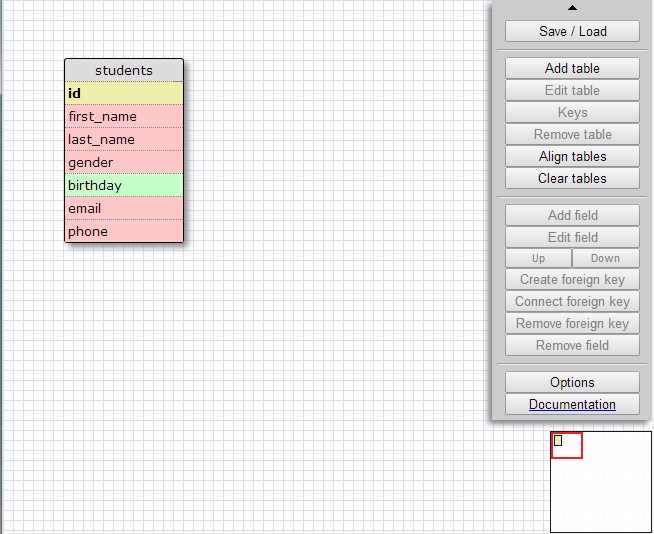 students
id
first_name
last_name
gender
birthday
email
phone
Save / Load
Add table
Edit table
Keys
Remove table
Align tables
Clear tables
Add field
Edit field
Up Down
Create foreign key
Connect foreign key
Remove foreign key
Remove field
Options
Documentation